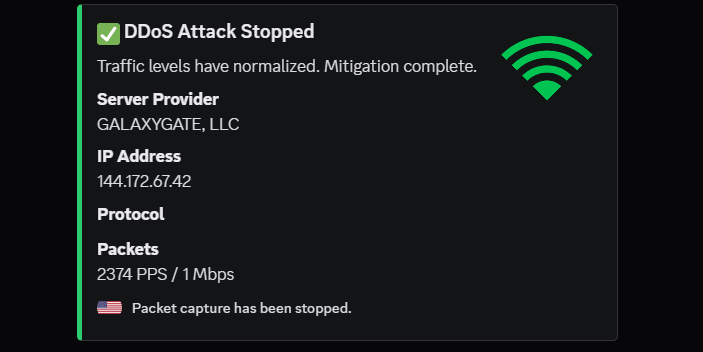 DDoS Attack Stopped
Traffic levels have normalized. Mitigation complete.
Server Provider
GALAXYGATE, LLC
IP Address
144.172.67.42
Protocol
Packets
2374 PPS / 1 Mbps
Packet capture has been stopped.